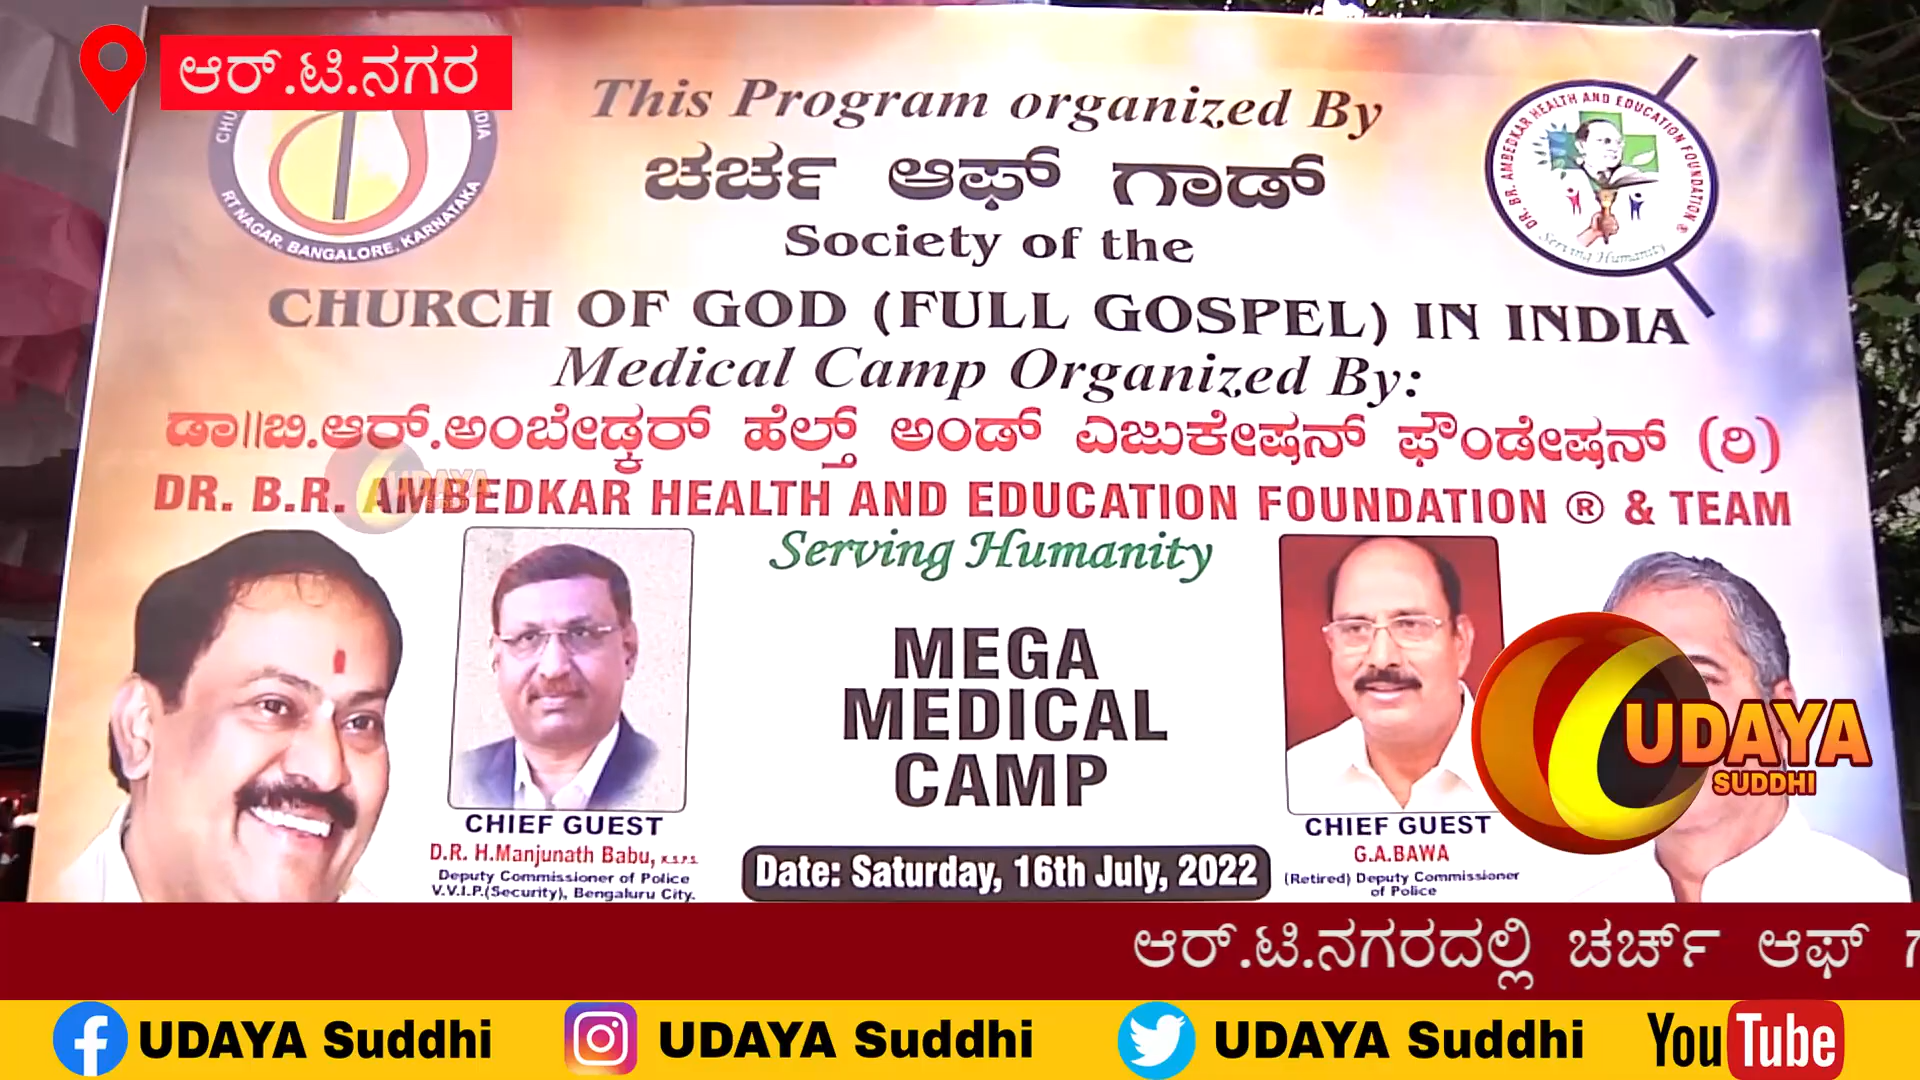 ಆರ್.ಟಿ.ನಗರ
RT NAGAR, BANGALORE, KARNATAKA
This Program organized By
ಚರ್ಚ ಆಫ್ ಗಾಡ್
Society of the
CHURCH OF GOD (FULL GOSPEL) IN INDIA
DR. BR. AMBEDKAR HEALTH AND EDUCATION FOUNDATION ®
Serving Humanity
Medical Camp Organized By:
ಡಾ||ಬಿ.ಆರ್.ಅಂಬೇಡ್ಕರ್ ಹೆಲ್ತ್ ಅಂಡ್ ಎಜುಕೇಷನ್ ಫೌಂಡೇಷನ್ (ರಿ)
DR. B.R. AMBEDKAR HEALTH AND EDUCATION FOUNDATION ® & TEAM
Serving Humanity
MEGA
MEDICAL
CAMP
CHIEF GUEST
D.R. H.Manjunath Babu, K.S.P.S.
Deputy Commissioner of Police
V.V.I.P.(Security), Bengaluru City.
Date: Saturday, 16th July, 2022
CHIEF GUEST
G.A.BAWA
(Retired) Deputy Commissioner
of Police
UDAYA
SUDDHI
ಆರ್.ಟಿ.ನಗರದಲ್ಲಿ ಚರ್ಚ್ ಆಫ್
UDAYA Suddhi UDAYA Suddhi UDAYA Suddhi YouTube